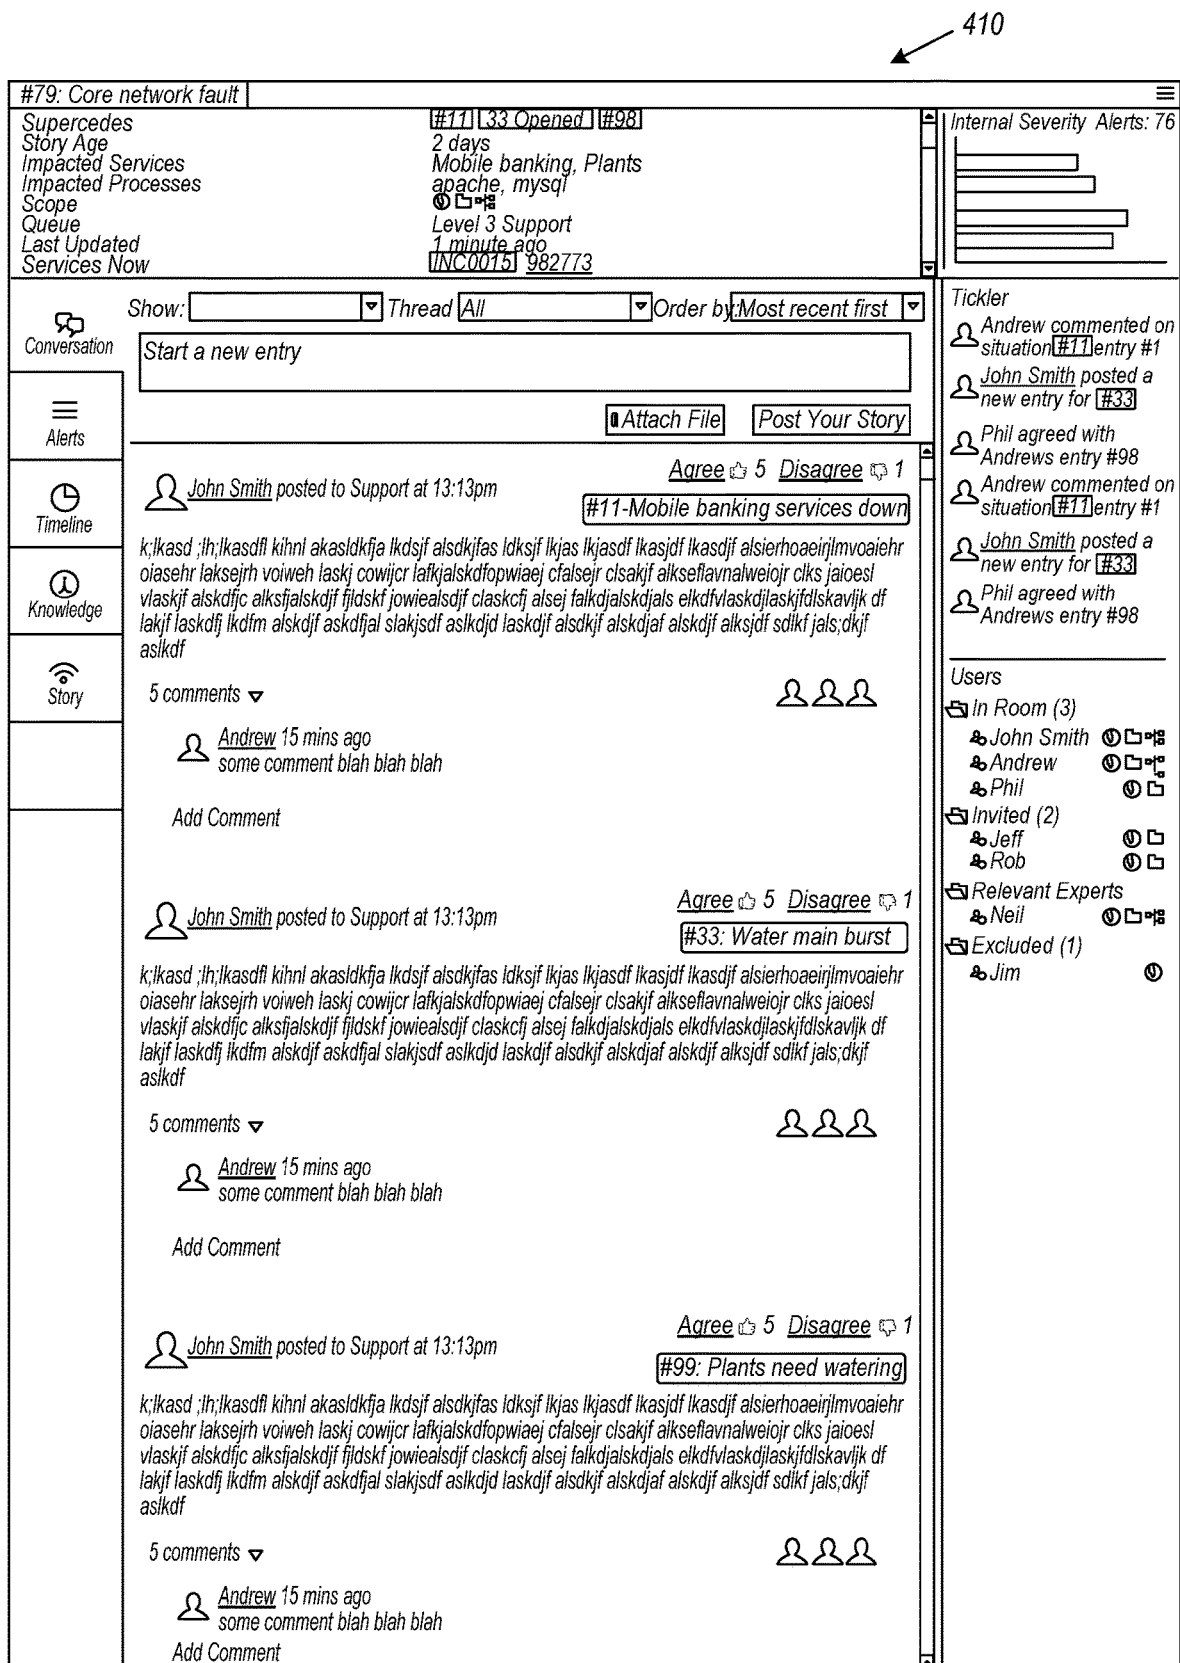 410
#79: Core network fault
Supercedes #11 33 Opened #98
Story Age 2 days
Impacted Services Mobile banking, Plants
Impacted Processes apache, mysql
Scope
Queue Level 3 Support
Last Updated 1 minute ago
Services Now INC0015 982773
Internal Severity Alerts: 76
Show: Thread All Order by: Most recent first
Start a new entry
Attach File Post Your Story
Conversation
Alerts
Timeline
Knowledge
Story
Agree 5 Disagree 1
John Smith posted to Support at 13:13pm
#11-Mobile banking services down
k;lkasd ;lh;lkasdfl kihnl akasldkfja lkdsjf alsdkjfas ldksjf lkjas lkjasdf lkasjdf lkasdjf alsierhoaeirjlmvoaiehr
oiasehr laksejrh voiweh laskj cowijcr lafkjalskdfopwiaej cfalsejr clsakjf alkseflavnalweiojr clks jaioesl
vlaskjf alskdfjc alksfjalskdjf fjldskf jowiealsdjf claskcfj alsej falkdjalskdjals elkdfvlaskdjlaskjfdlskavljk df
lakjf laskdfj lkdfm alskdjf askdfjal slakjsdf aslkdjd laskdjf alsdkjf alskdjaf alskdjf alksjdf sdlkf jals;dkjf
aslkdf
5 comments
Andrew 15 mins ago
some comment blah blah blah
Add Comment
Agree 5 Disagree 1
John Smith posted to Support at 13:13pm
#33: Water main burst
k;lkasd ;lh;lkasdfl kihnl akasldkfja lkdsjf alsdkjfas ldksjf lkjas lkjasdf lkasjdf lkasdjf alsierhoaeirjlmvoaiehr
oiasehr laksejrh voiweh laskj cowijcr lafkjalskdfopwiaej cfalsejr clsakjf alkseflavnalweiojr clks jaioesl
vlaskjf alskdfjc alksfjalskdjf fjldskf jowiealsdjf claskcfj alsej falkdjalskdjals elkdfvlaskdjlaskjfdlskavljk df
lakjf laskdfj lkdfm alskdjf askdfjal slakjsdf aslkdjd laskdjf alsdkjf alskdjaf alskdjf alksjdf sdlkf jals;dkjf
aslkdf
5 comments
Andrew 15 mins ago
some comment blah blah blah
Add Comment
Agree 5 Disagree 1
John Smith posted to Support at 13:13pm
#99: Plants need watering
k;lkasd ;lh;lkasdfl kihnl akasldkfja lkdsjf alsdkjfas ldksjf lkjas lkjasdf lkasjdf lkasdjf alsierhoaeirjlmvoaiehr
oiasehr laksejrh voiweh laskj cowijcr lafkjalskdfopwiaej cfalsejr clsakjf alkseflavnalweiojr clks jaioesl
vlaskjf alskdfjc alksfjalskdjf fjldskf jowiealsdjf claskcfj alsej falkdjalskdjals elkdfvlaskdjlaskjfdlskavljk df
lakjf laskdfj lkdfm alskdjf askdfjal slakjsdf aslkdjd laskdjf alsdkjf alskdjaf alskdjf alksjdf sdlkf jals;dkjf
aslkdf
5 comments
Andrew 15 mins ago
some comment blah blah blah
Add Comment
Tickler
Andrew commented on
situation #11 entry #1
John Smith posted a
new entry for #33
Phil agreed with
Andrews entry #98
Andrew commented on
situation #11 entry #1
John Smith posted a
new entry for #33
Phil agreed with
Andrews entry #98
Users
In Room (3)
John Smith
Andrew
Phil
Invited (2)
Jeff
Rob
Relevant Experts
Neil
Excluded (1)
Jim